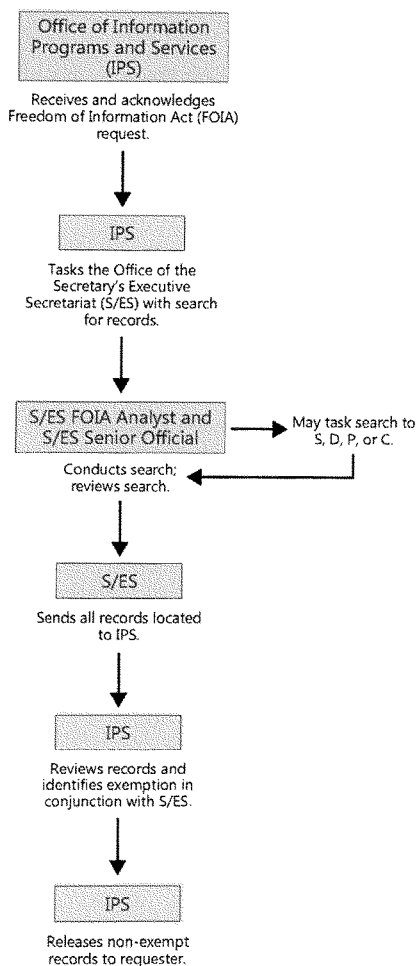 Office of Information
Programs and Services
(IPS)
Receives and acknowledges
Freedom of Information Act (FOIA)
request.
IPS
Tasks the Office of the
Secretary's Executive
Secretariat (S/ES) with search
for records.
S/ES FOIA Analyst and
S/ES Senior Official
May task search to
S, D, P, or C.
Conducts search;
reviews search.
S/ES
Sends all records located
to IPS.
IPS
Reviews records and
identifies exemption in
conjunction with S/ES.
IPS
Releases non-exempt
records to requester.